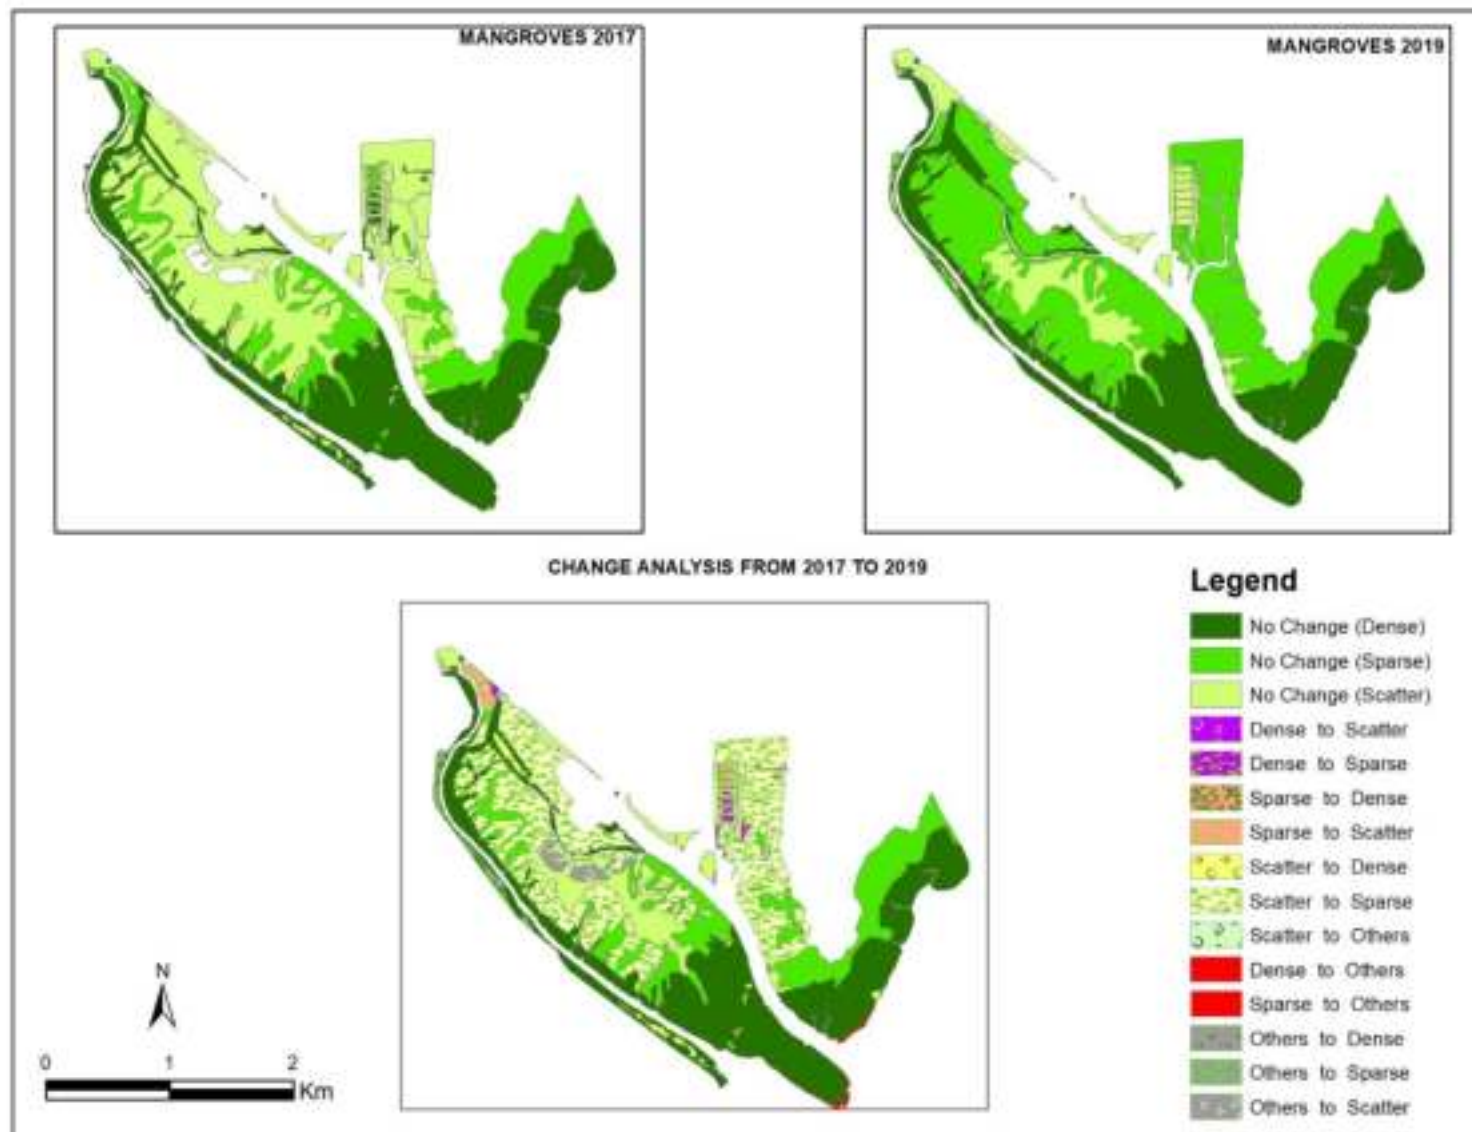 MANGROVES 2017
MANGROVES 2019
CHANGE ANALYSIS FROM 2017 TO 2019
Legend
No Change (Dense)
No Change (Sparse)
No Change (Scatter)
Dense to Scatter
Dense to Sparse
Sparse to Dense
Sparse to Scatter
Scatter to Dense
Scatter to Sparse
Scatter to Others
Dense to Others
Sparse to Others
Others to Dense
Others to Sparse
Others to Scatter
N
0 1 2
Km